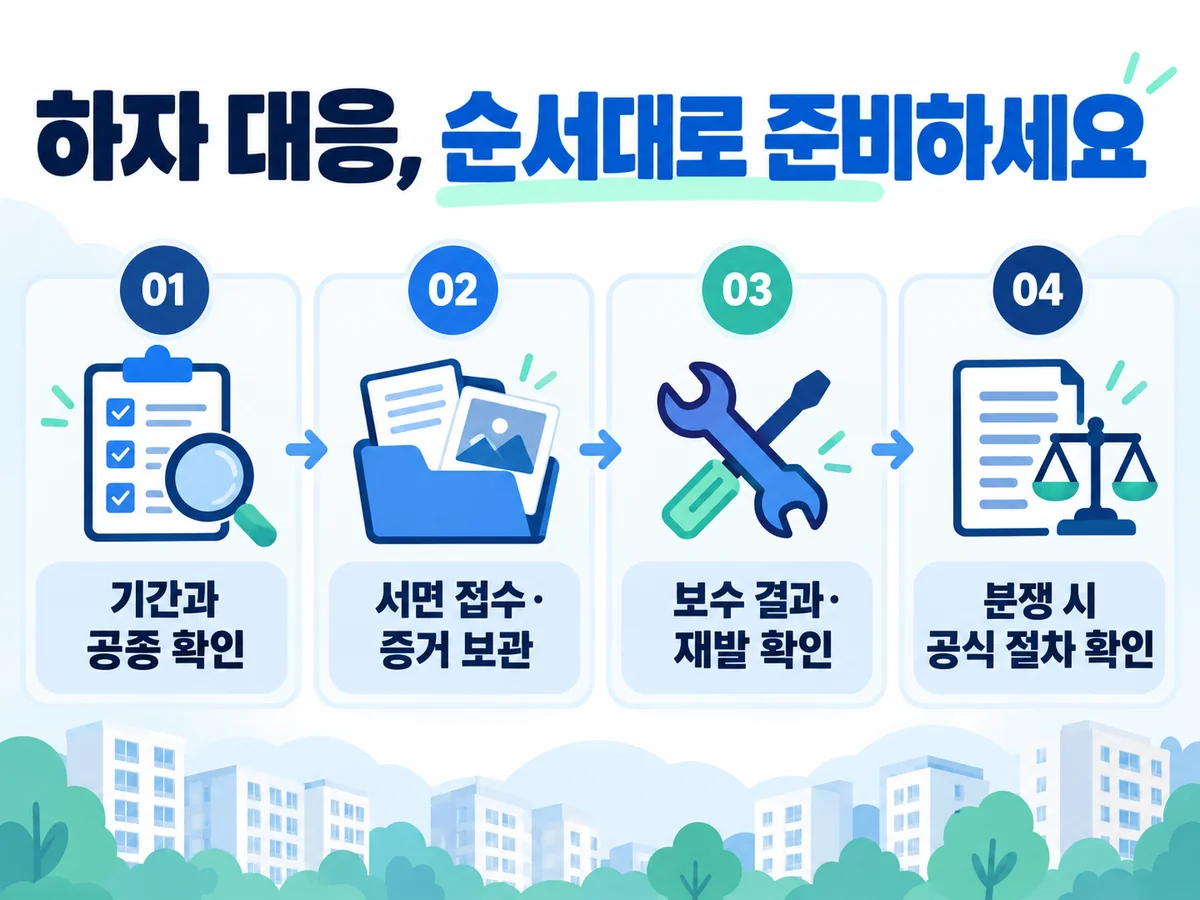 하자 대응, 순서대로 준비하세요
01
기간과
공종 확인
02
서면 접수·
증거 보관
03
보수 결과·
재발 확인
04
분쟁 시
공식 절차 확인